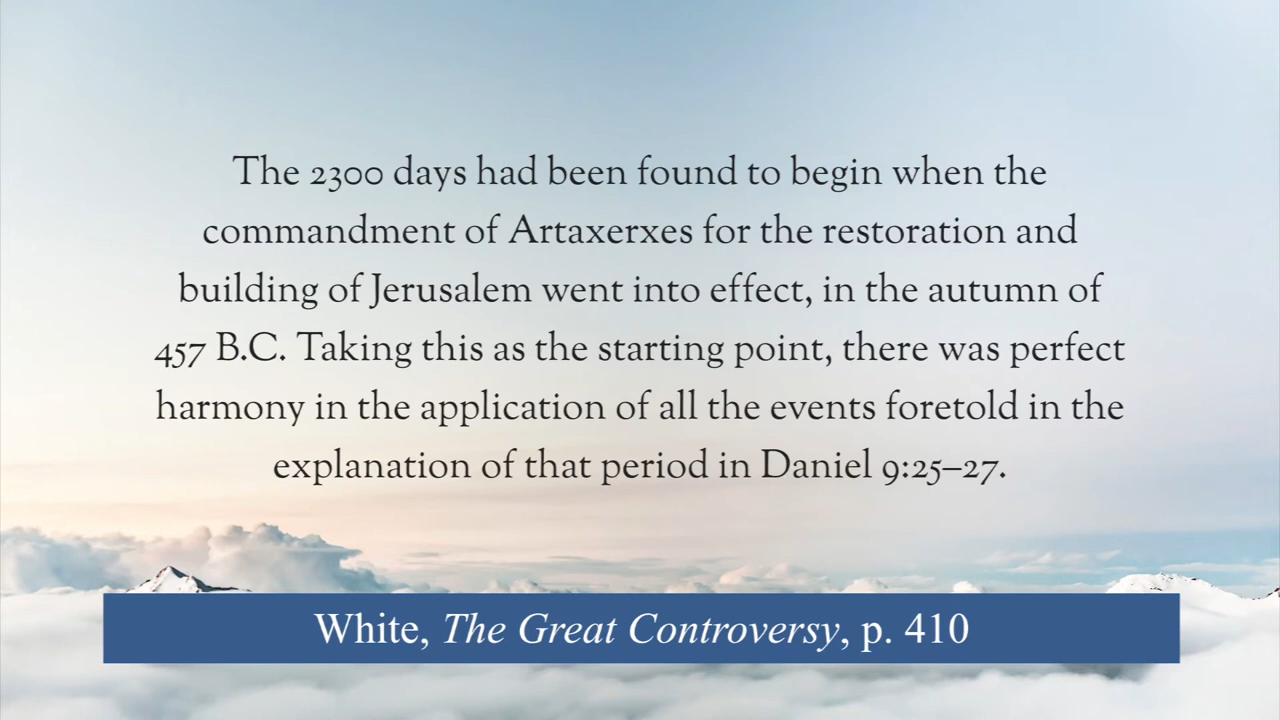 The 2300 days had been found to begin when the
commandment of Artaxerxes for the restoration and
building of Jerusalem went into effect, in the autumn of
457 B.C. Taking this as the starting point, there was perfect
harmony in the application of all the events foretold in the
explanation of that period in Daniel 9:25–27.
White, The Great Controversy, p. 410